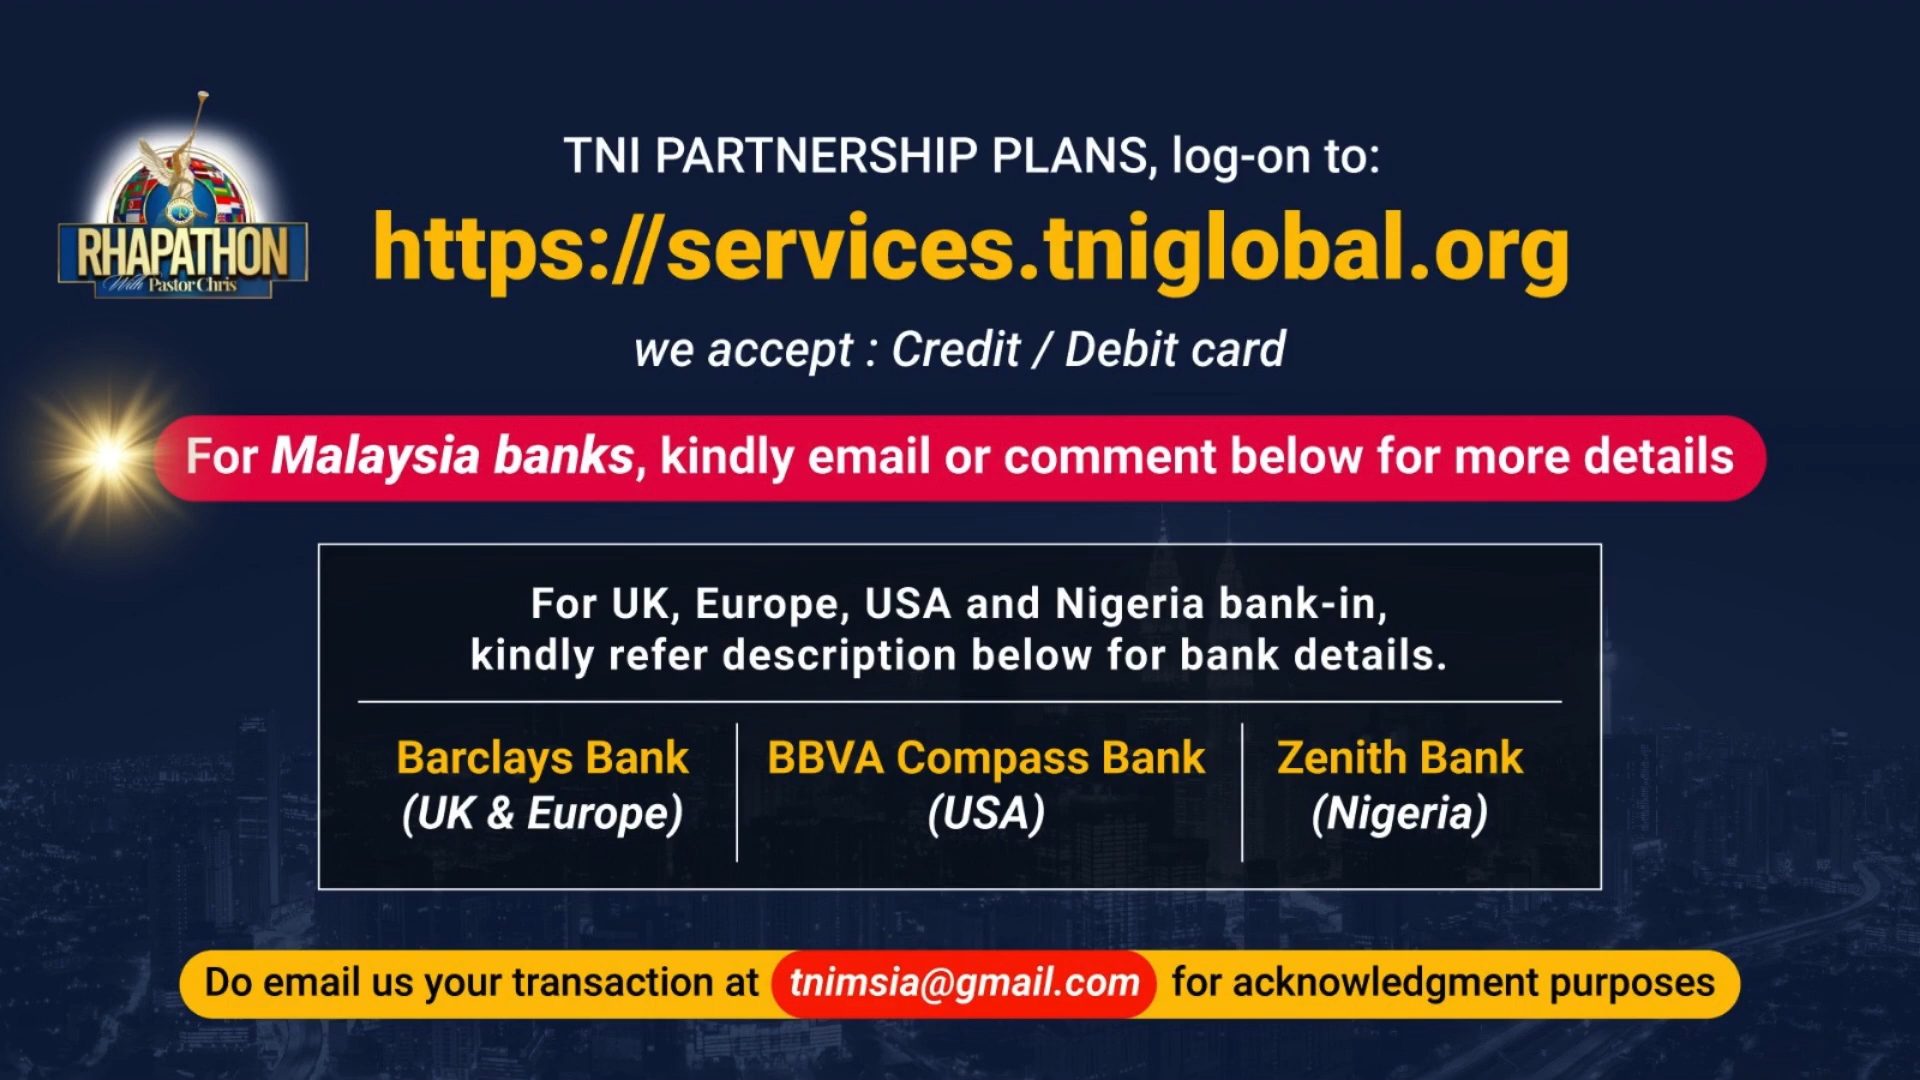 RHAPATHON
With Pastor Chris
TNI PARTNERSHIP PLANS, log-on to:
https://services.tniglobal.org
we accept : Credit / Debit card
For Malaysia banks, kindly email or comment below for more details
For UK, Europe, USA and Nigeria bank-in,
kindly refer description below for bank details.
Barclays Bank
(UK & Europe)
BBVA Compass Bank
(USA)
Zenith Bank
(Nigeria)
Do email us your transaction at tnimsia@gmail.com for acknowledgment purposes